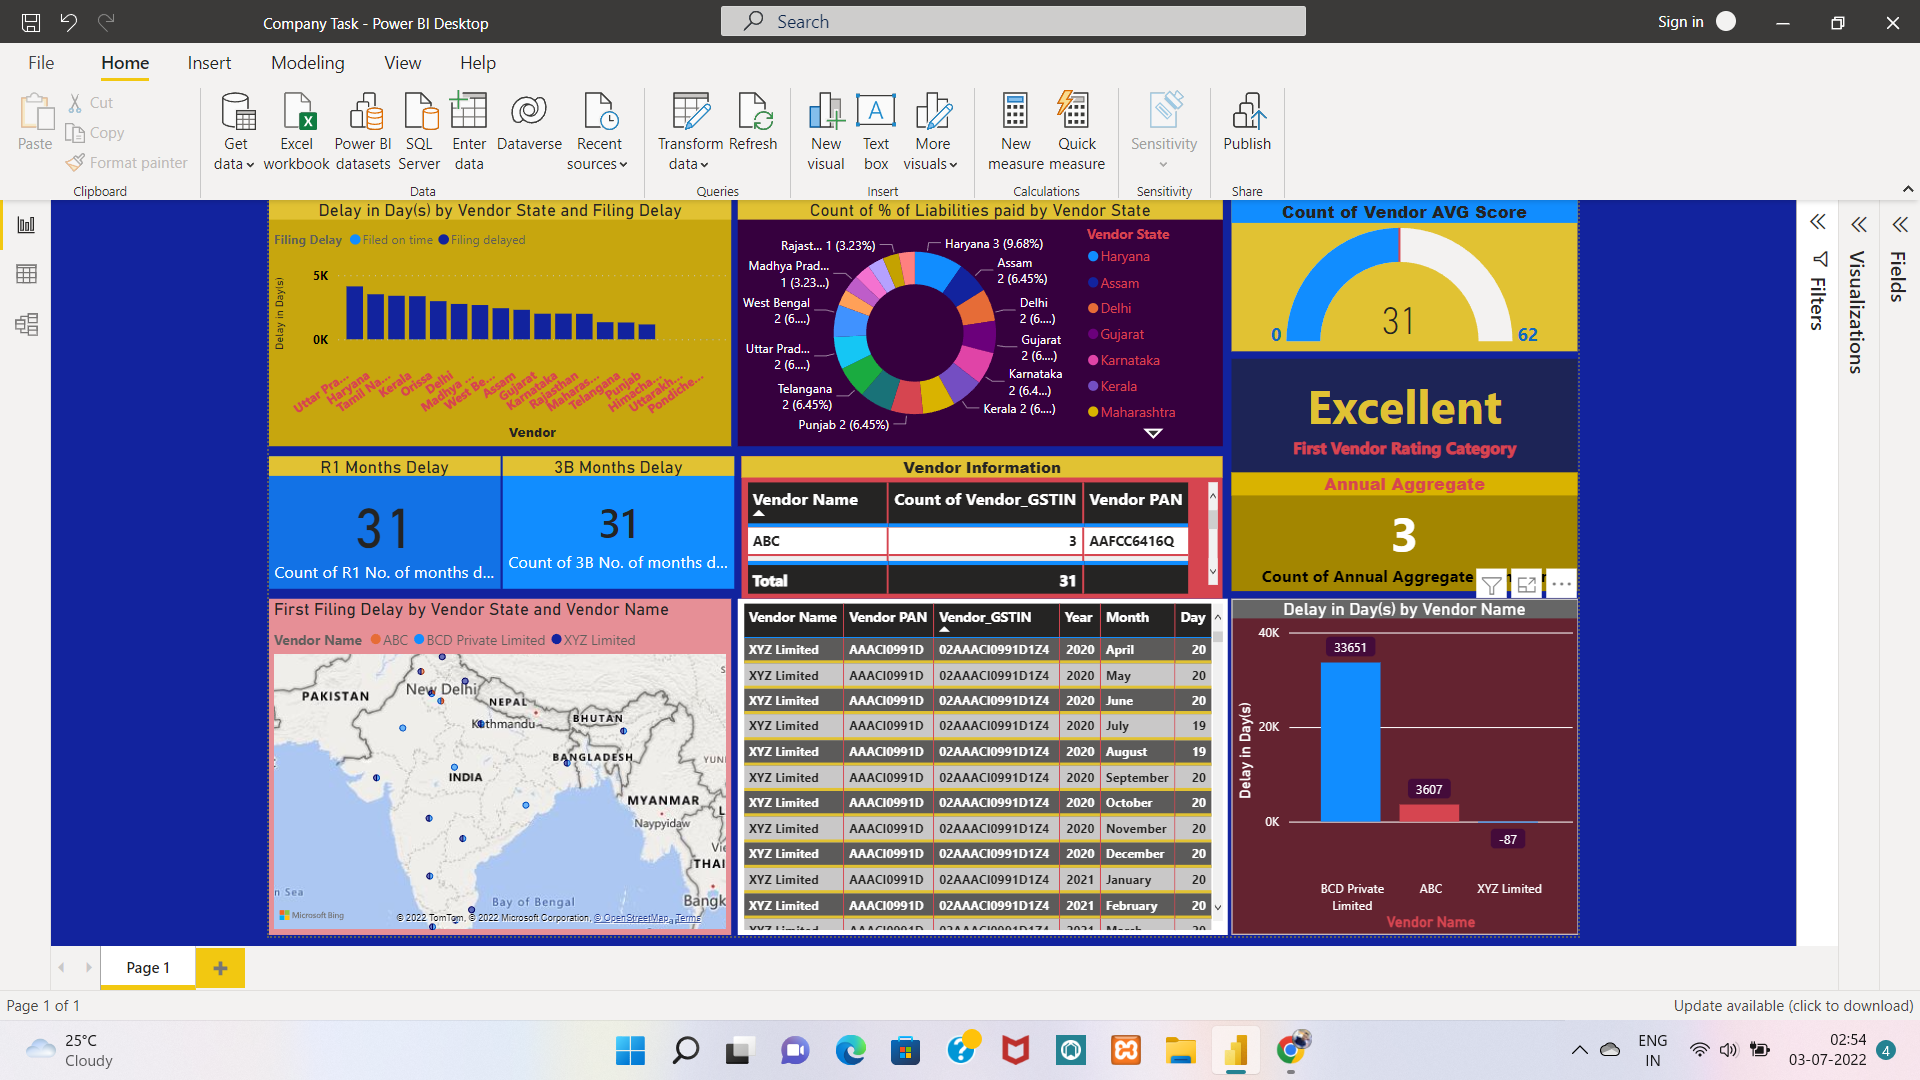 Company Task - Power BI Desktop
Search
Sign in
File
Home
Insert
Modeling
View
Help
Paste
Cut
Copy
Format painter
Clipboard
Get data
Excel workbook
Power BI datasets
SQL Server
Enter data
Dataverse
Recent sources
Data
Transform data
Refresh
Queries
New visual
Text box
More visuals
Insert
New measure
Quick measure
Calculations
Sensitivity
Sensitivity
Publish
Share
Delay in Day(s) by Vendor State and Filing Delay
Filing Delay Filed on time Filing delayed
Delay in Day(s)
5K
0K
Uttar Pra...
Haryana
Tamil Na...
Kerala
Orissa
Delhi
Madhya ...
West Be...
Assam
Gujarat
Karnataka
Rajasthan
Maharas...
Telangana
Punjab
Himacha...
Uttarakh...
Pondiche...
Vendor
Count of % of Liabilities paid by Vendor State
Rajast... 1 (3.23%)
Haryana 3 (9.68%)
Madhya Prad...
1 (3.23...)
Assam
2 (6.45%)
West Bengal
2 (6....)
Delhi
2 (6....)
Uttar Prad...
2 (6....)
Gujarat
2 (6....)
Telangana
2 (6.45%)
Karnataka
2 (6.4...)
Punjab 2 (6.45%)
Kerala 2 (6....)
Vendor State
Haryana
Assam
Delhi
Gujarat
Karnataka
Kerala
Maharashtra
Count of Vendor AVG Score
31
0
62
Excellent
First Vendor Rating Category
Annual Aggregate
3
Count of Annual Aggregate
R1 Months Delay
31
Count of R1 No. of months d...
3B Months Delay
31
Count of 3B No. of months d...
Vendor Information
Vendor Name Count of Vendor_GSTIN Vendor PAN
ABC 3 AAFCC6416Q
Total 31
First Filing Delay by Vendor State and Vendor Name
Vendor Name ABC BCD Private Limited XYZ Limited
PAKISTAN
New Delhi
NEPAL
Kathmandu
BHUTAN
BANGLADESH
YUN
INDIA
MYANMAR
Naypyidaw
Vie
THAI
n Sea
Bay of Bengal
Bangk
Microsoft Bing
© 2022 TomTom, © 2022 Microsoft Corporation, © OpenStreetMap Terms
Vendor Name Vendor PAN Vendor_GSTIN Year Month Day
XYZ Limited AAACI0991D 02AAACI0991D1Z4 2020 April 20
XYZ Limited AAACI0991D 02AAACI0991D1Z4 2020 May 20
XYZ Limited AAACI0991D 02AAACI0991D1Z4 2020 June 20
XYZ Limited AAACI0991D 02AAACI0991D1Z4 2020 July 19
XYZ Limited AAACI0991D 02AAACI0991D1Z4 2020 August 19
XYZ Limited AAACI0991D 02AAACI0991D1Z4 2020 September 20
XYZ Limited AAACI0991D 02AAACI0991D1Z4 2020 October 20
XYZ Limited AAACI0991D 02AAACI0991D1Z4 2020 November 20
XYZ Limited AAACI0991D 02AAACI0991D1Z4 2020 December 20
XYZ Limited AAACI0991D 02AAACI0991D1Z4 2021 January 20
XYZ Limited AAACI0991D 02AAACI0991D1Z4 2021 February 20
XYZ Limited AAACI0991D 02AAACI0991D1Z4 2021 March 20
Delay in Day(s) by Vendor Name
Delay in Day(s)
40K
20K
0K
33651
3607
-87
BCD Private Limited
ABC
XYZ Limited
Vendor Name
Filters
Visualizations
Fields
Page 1
Page 1 of 1
Update available (click to download)
25°C
Cloudy
ENG
IN
02:54
03-07-2022
4